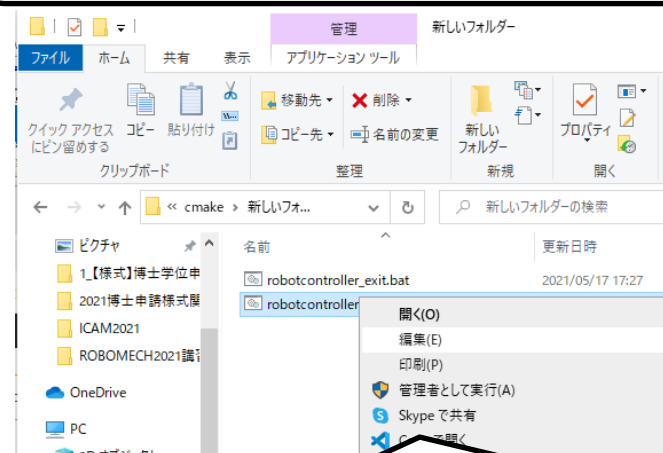 管理
新しいフォルダー
ファイル
ホーム
共有
表示
アプリケーション ツール
クイック アクセス
にピン留めする
コピー
貼り付け
移動先
コピー先
削除
名前の変更
新しい
フォルダー
プロパティ
クリップボード
整理
新規
開く
« cmake › 新しいフォ...
新しいフォルダーの検索
名前
更新日時
ピクチャ
1_【様式】博士学位申
2021博士申請様式関
ICAM2021
ROBOMECH2021講
OneDrive
PC
robotcontroller_exit.bat
2021/05/17 17:27
robotcontroller
開く(O)
編集(E)
印刷(P)
管理者として実行(A)
Skype で共有
で開く